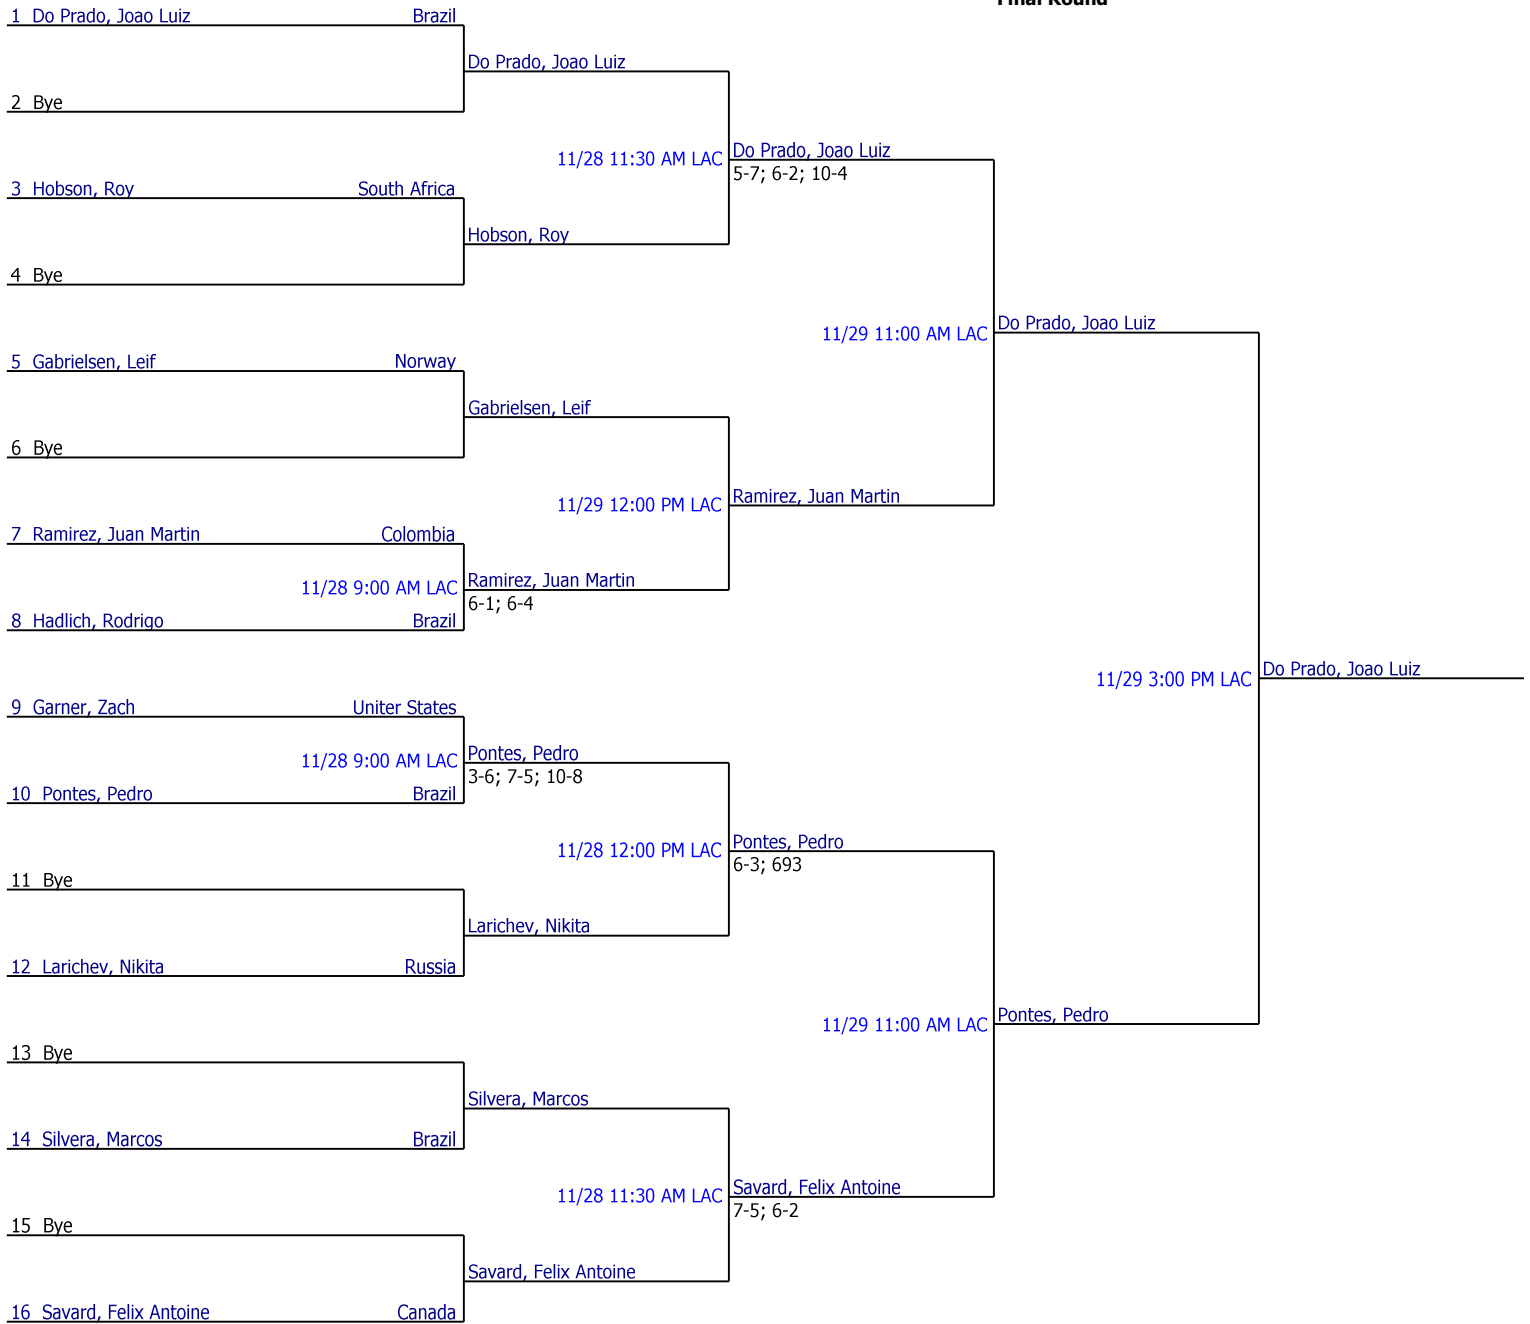 Final Round
1 Do Prado, Joao Luiz Brazil
Do Prado, Joao Luiz
2 Bye
11/28 11:30 AM LAC Do Prado, Joao Luiz
5-7; 6-2; 10-4
3 Hobson, Roy South Africa
Hobson, Roy
4 Bye
11/29 11:00 AM LAC Do Prado, Joao Luiz
5 Gabrielsen, Leif Norway
Gabrielsen, Leif
6 Bye
11/29 12:00 PM LAC Ramirez, Juan Martin
7 Ramirez, Juan Martin Colombia
11/28 9:00 AM LAC Ramirez, Juan Martin
6-1; 6-4
8 Hadlich, Rodrigo Brazil
11/29 3:00 PM LAC Do Prado, Joao Luiz
9 Garner, Zach Uniter States
11/28 9:00 AM LAC Pontes, Pedro
3-6; 7-5; 10-8
10 Pontes, Pedro Brazil
11/28 12:00 PM LAC Pontes, Pedro
6-3; 693
11 Bye
Larichev, Nikita
12 Larichev, Nikita Russia
11/29 11:00 AM LAC Pontes, Pedro
13 Bye
Silvera, Marcos
14 Silvera, Marcos Brazil
11/28 11:30 AM LAC Savard, Felix Antoine
7-5; 6-2
15 Bye
Savard, Felix Antoine
16 Savard, Felix Antoine Canada